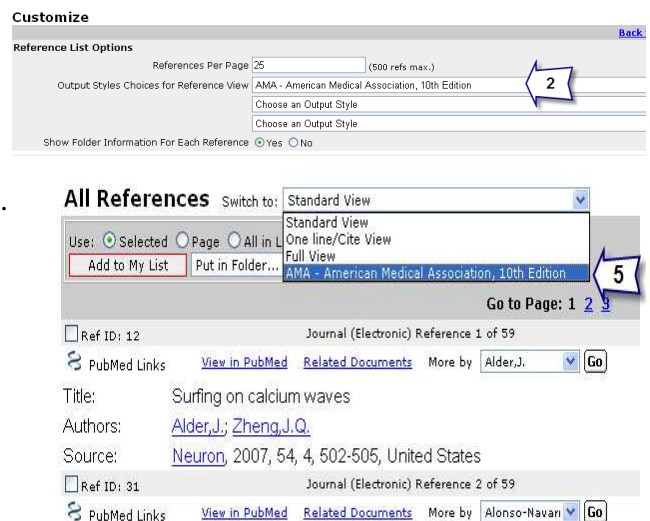 Customize
Back
Reference List Options
References Per Page 25 (500 refs max.)
Output Styles Choices for Reference View AMA - American Medical Association, 10th Edition 2
Choose an Output Style
Choose an Output Style
Show Folder Information For Each Reference Yes No
. All References Switch to: Standard View
Standard View
Use: Selected Page All in L One line/Cite View
Full View
Add to My List Put in Folder... AMA - American Medical Association, 10th Edition 5
Go to Page: 1 2 3
Ref ID: 12 Journal (Electronic) Reference 1 of 59
PubMed Links View in PubMed Related Documents More by Alder,J. Go
Title: Surfing on calcium waves
Authors: Alder,J.; Zheng,J.Q.
Source: Neuron, 2007, 54, 4, 502-505, United States
Ref ID: 31 Journal (Electronic) Reference 2 of 59
PubMed Links View in PubMed Related Documents More by Alonso-Navarr Go